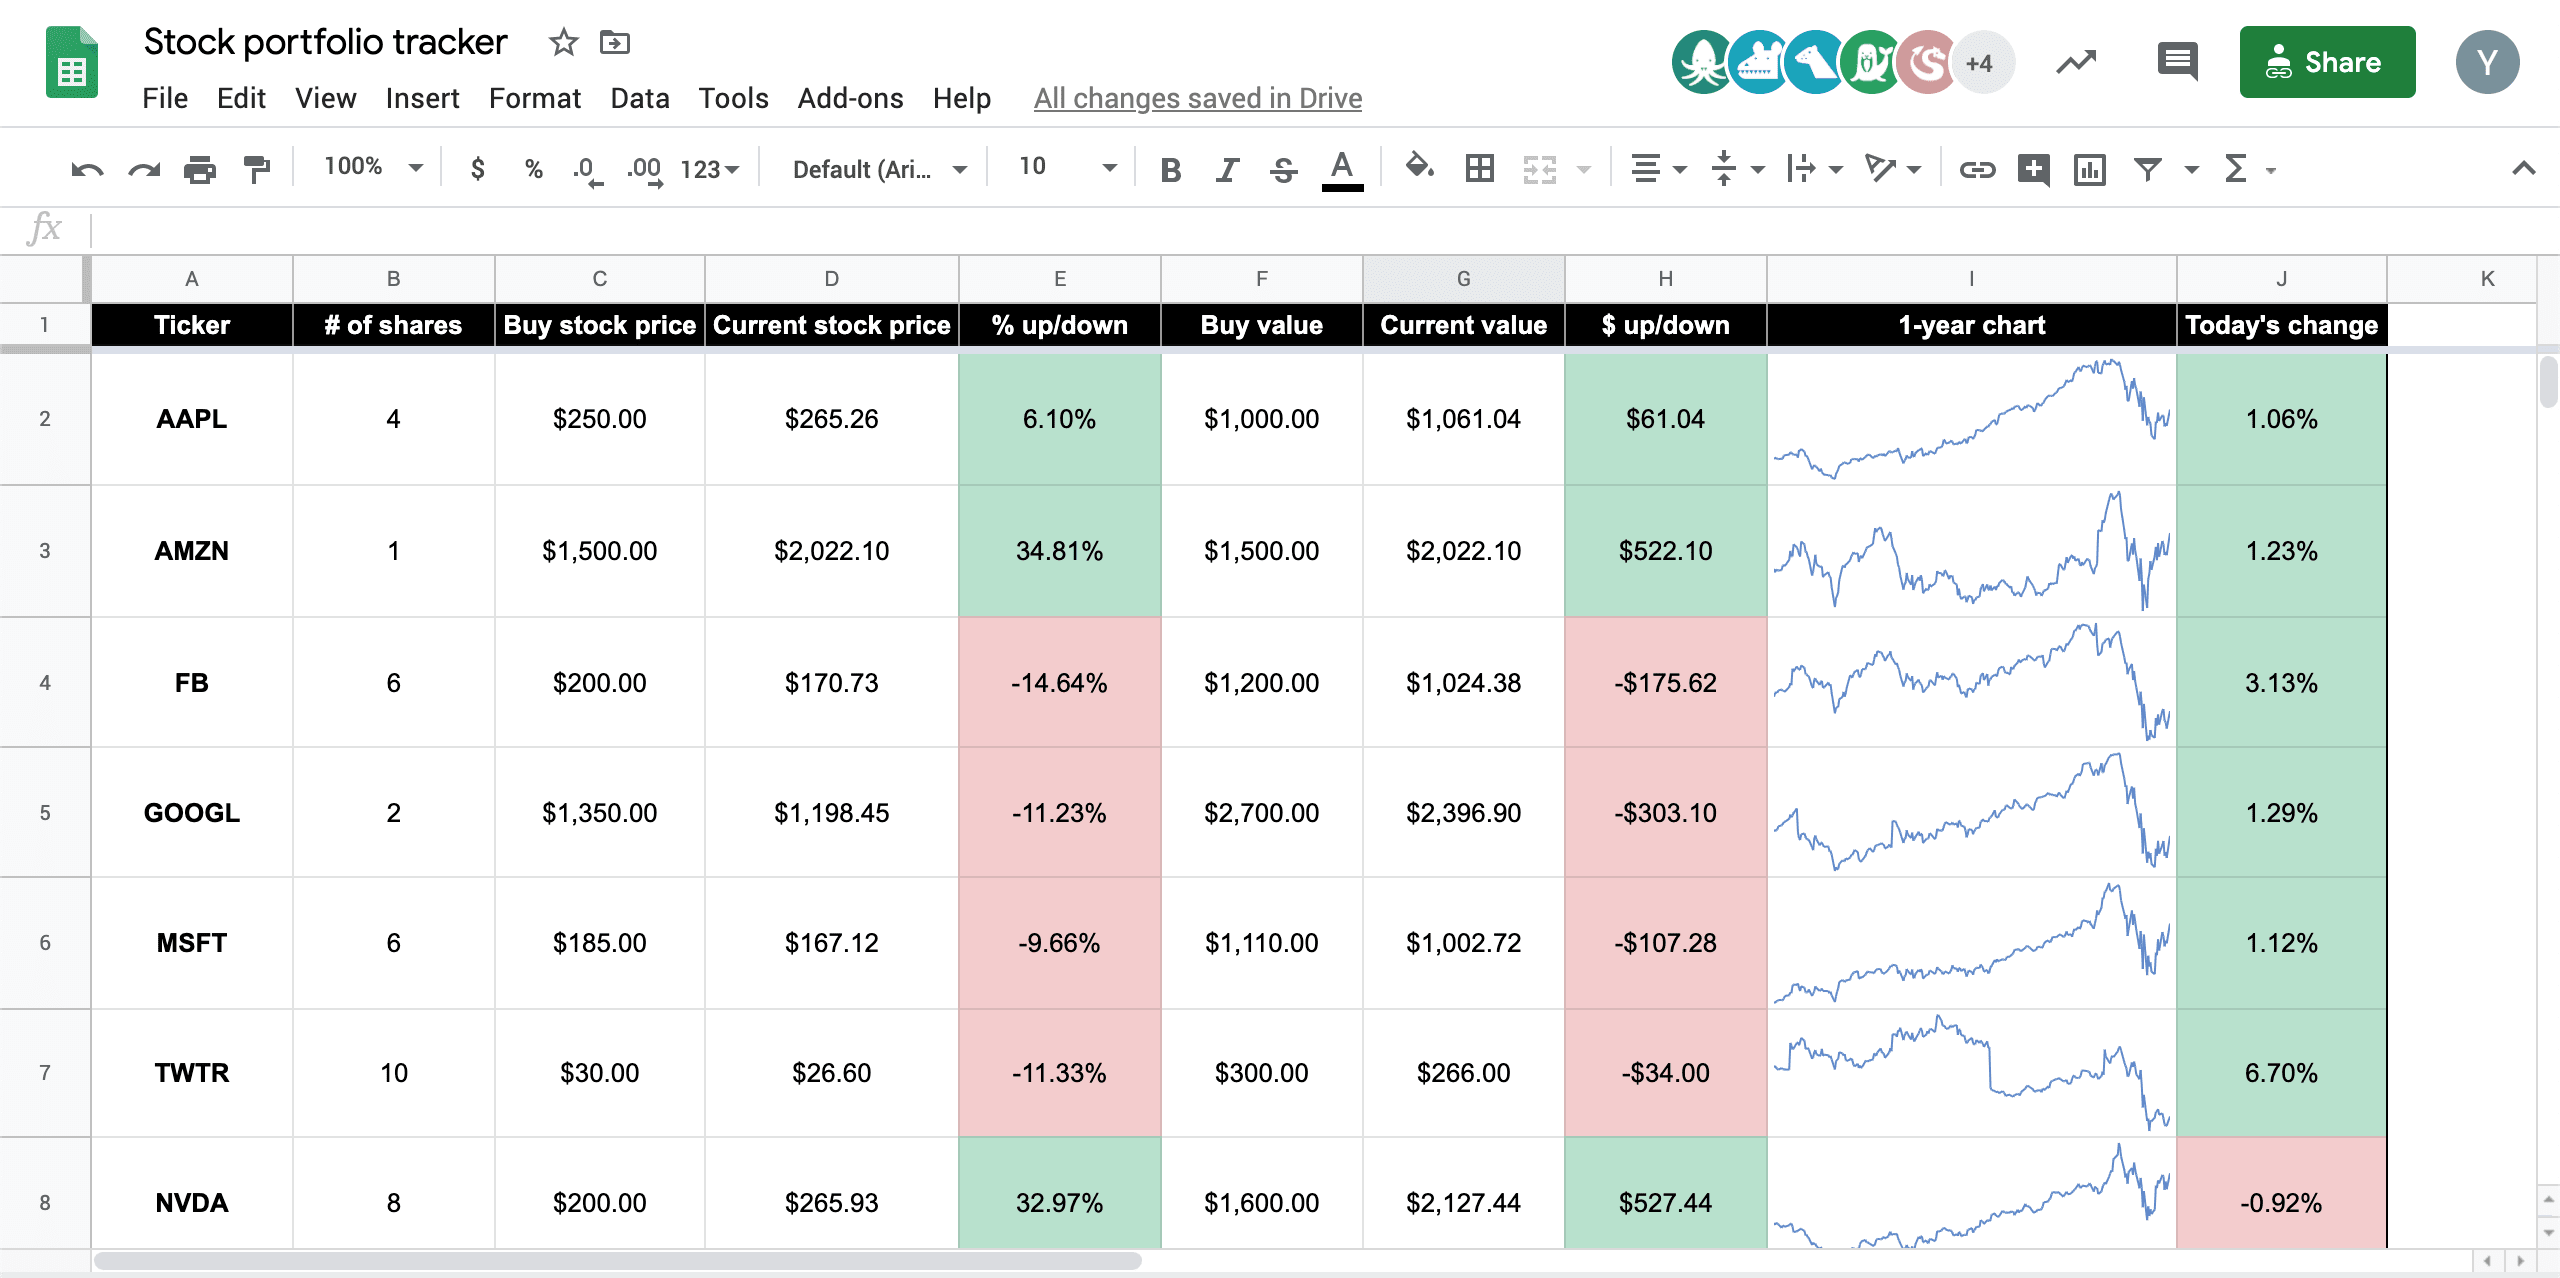 Stock portfolio tracker
+4
Share
Y
File Edit View Insert Format Data Tools Add-ons Help All changes saved in Drive
100% $ % .0 .00 123 Default (Ari... 10 B I S A Σ
fx
A B C D E F G H I J K
1 Ticker # of shares Buy stock price Current stock price % up/down Buy value Current value $ up/down 1-year chart Today's change
2 AAPL 4 $250.00 $265.26 6.10% $1,000.00 $1,061.04 $61.04 1.06%
3 AMZN 1 $1,500.00 $2,022.10 34.81% $1,500.00 $2,022.10 $522.10 1.23%
4 FB 6 $200.00 $170.73 -14.64% $1,200.00 $1,024.38 -$175.62 3.13%
5 GOOGL 2 $1,350.00 $1,198.45 -11.23% $2,700.00 $2,396.90 -$303.10 1.29%
6 MSFT 6 $185.00 $167.12 -9.66% $1,110.00 $1,002.72 -$107.28 1.12%
7 TWTR 10 $30.00 $26.60 -11.33% $300.00 $266.00 -$34.00 6.70%
8 NVDA 8 $200.00 $265.93 32.97% $1,600.00 $2,127.44 $527.44 -0.92%